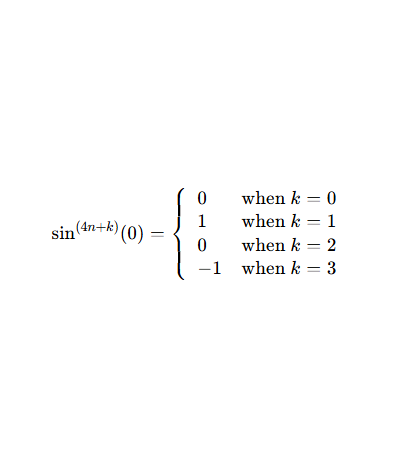 sin^{(4n+k)}(0) = { 0 when k = 0
1 when k = 1
0 when k = 2
−1 when k = 3